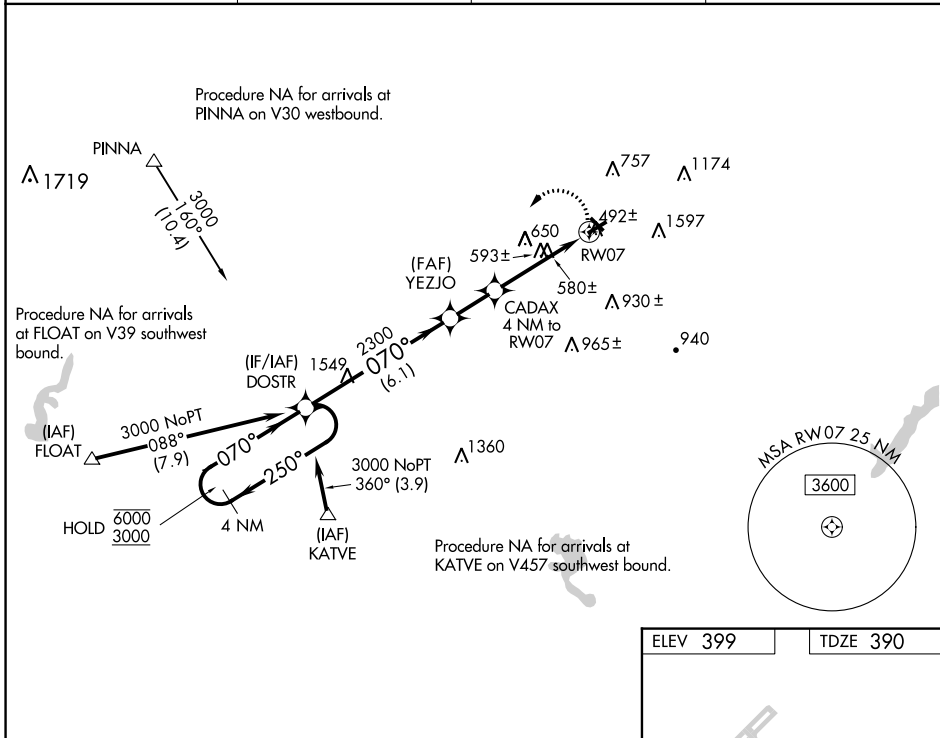 Procedure NA for arrivals at
PINNA on V30 westbound.
PINNA
1719
3000
160°
(10.4)
757
1174
1597
492±
RW07
650
593±
580±
(FAF)
YEZJO
CADAX
4 NM to
RW07
930 ±
965±
940
Procedure NA for arrivals
at FLOAT on V39 southwest
bound.
(IF/IAF)
DOSTR
1549
2300
070°
(6.1)
(IAF)
FLOAT
3000 NoPT
088°
(7.9)
070°
250°
HOLD
6000
3000
4 NM
3000 NoPT
360° (3.9)
(IAF)
KATVE
1360
Procedure NA for arrivals at
KATVE on V457 southwest bound.
MSA RW07 25 NM
3600
ELEV 399
TDZE 390